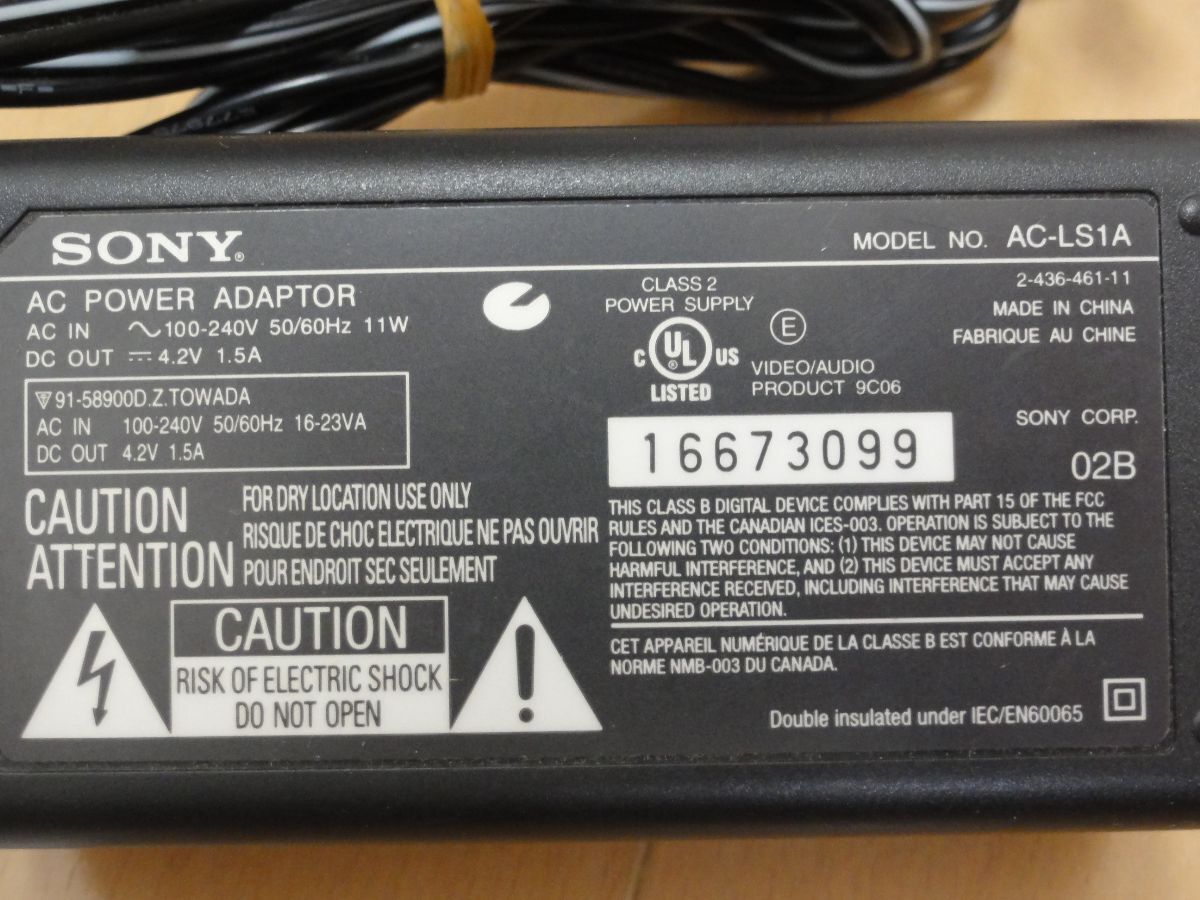 SONY®
MODEL NO. AC-LS1A
AC POWER ADAPTOR
AC IN ～100-240V 50/60Hz 11W
DC OUT ⎓ 4.2V 1.5A
91-58900D.Z.TOWADA
AC IN 100-240V 50/60Hz 16-23VA
DC OUT 4.2V 1.5A
CLASS 2
POWER SUPPLY
C UL® US
LISTED
E
VIDEO/AUDIO
PRODUCT 9C06
2-436-461-11
MADE IN CHINA
FABRIQUE AU CHINE
SONY CORP.
16673099
02B
CAUTION FOR DRY LOCATION USE ONLY
RISQUE DE CHOC ELECTRIQUE NE PAS OUVRIR
ATTENTION POUR ENDROIT SEC SEULEMENT
CAUTION
RISK OF ELECTRIC SHOCK
DO NOT OPEN
THIS CLASS B DIGITAL DEVICE COMPLIES WITH PART 15 OF THE FCC
RULES AND THE CANADIAN ICES-003. OPERATION IS SUBJECT TO THE
FOLLOWING TWO CONDITIONS: (1) THIS DEVICE MAY NOT CAUSE
HARMFUL INTERFERENCE, AND (2) THIS DEVICE MUST ACCEPT ANY
INTERFERENCE RECEIVED, INCLUDING INTERFERENCE THAT MAY CAUSE
UNDESIRED OPERATION.
CET APPAREIL NUMÉRIQUE DE LA CLASSE B EST CONFORME À LA
NORME NMB-003 DU CANADA.
Double insulated under IEC/EN60065